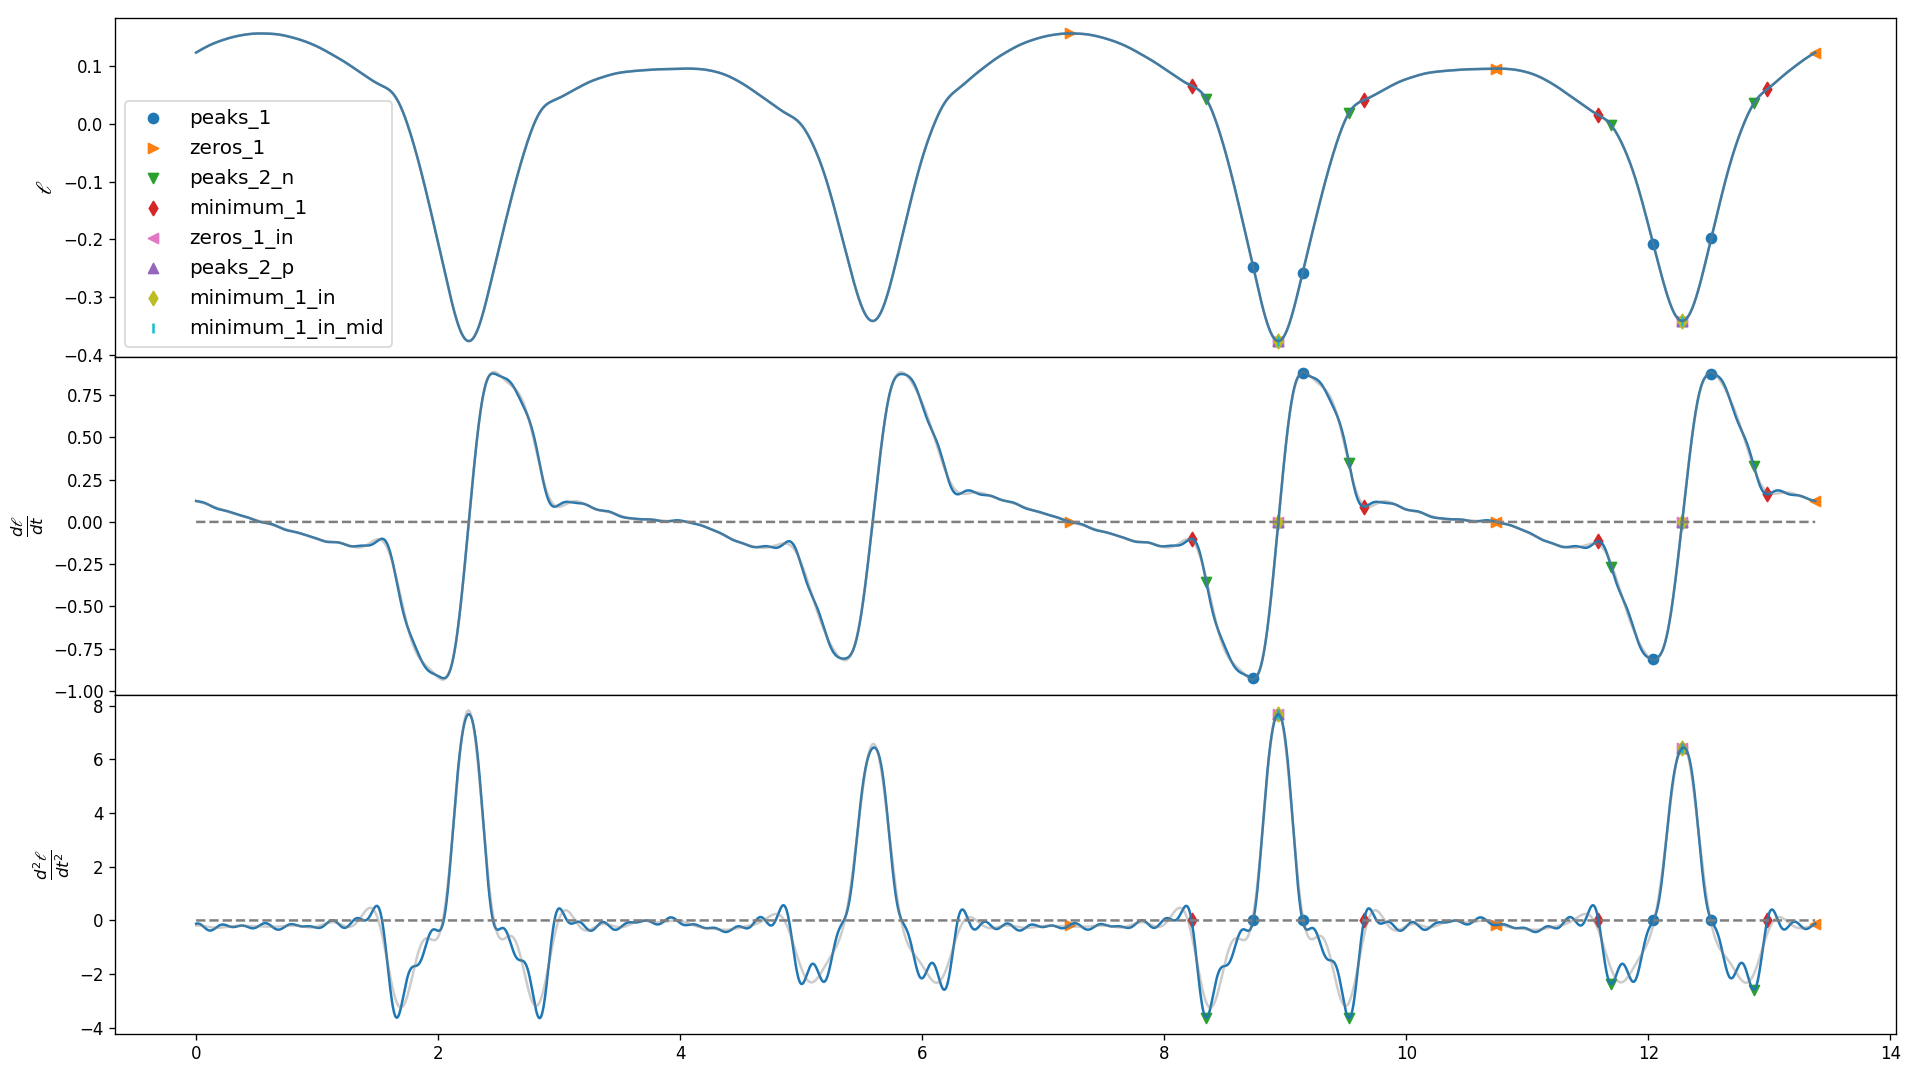 0.1
0.0
−0.1
−0.2
−0.3
−0.4
ℓ
peaks_1
zeros_1
peaks_2_n
minimum_1
zeros_1_in
peaks_2_p
minimum_1_in
minimum_1_in_mid
0.75
0.50
0.25
0.00
−0.25
−0.50
−0.75
−1.00
dℓ
dt
8
6
4
2
0
−2
−4
d²ℓ
dt²
0 2 4 6 8 10 12 14